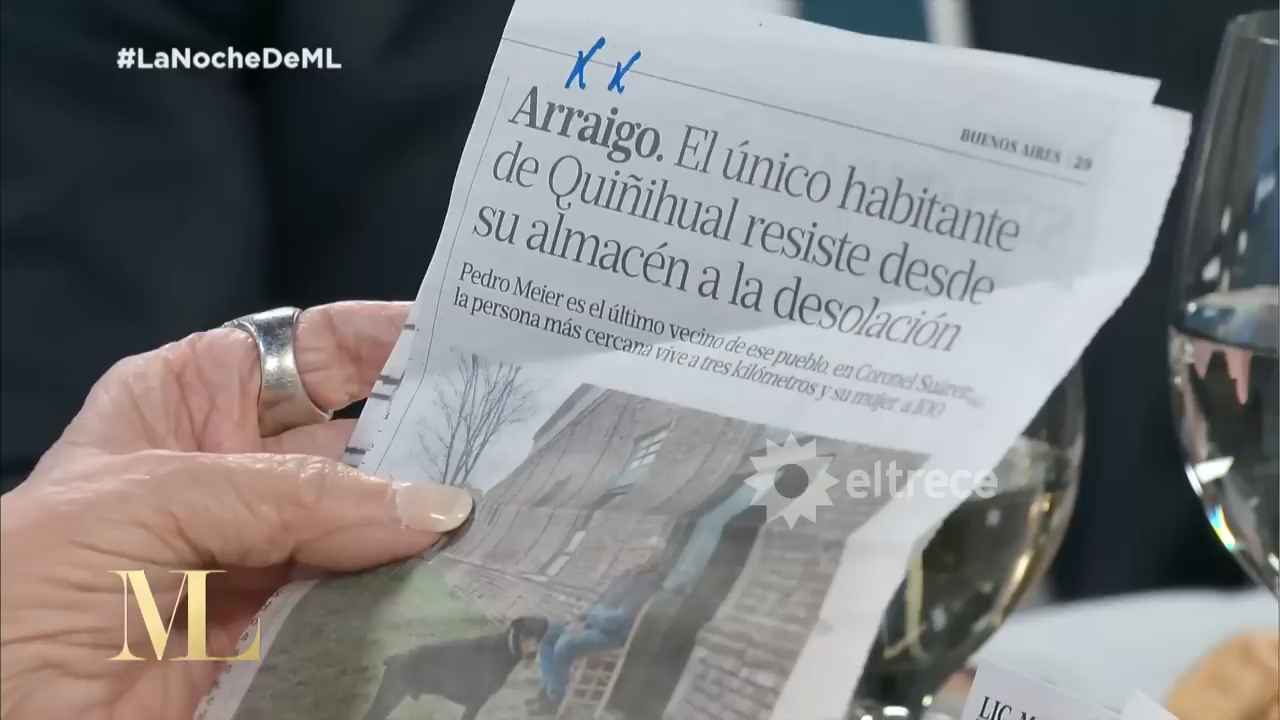 #LaNocheDeML
BUENOS AIRES | 29
Arraigo. El único habitante
de Quiñihual resiste desde
su almacén a la desolación
Pedro Meier es el último vecino de ese pueblo, en Coronel Suárez,
la persona más cercana vive a tres kilómetros y su mujer a 100
eltrece
ML
LIC. M